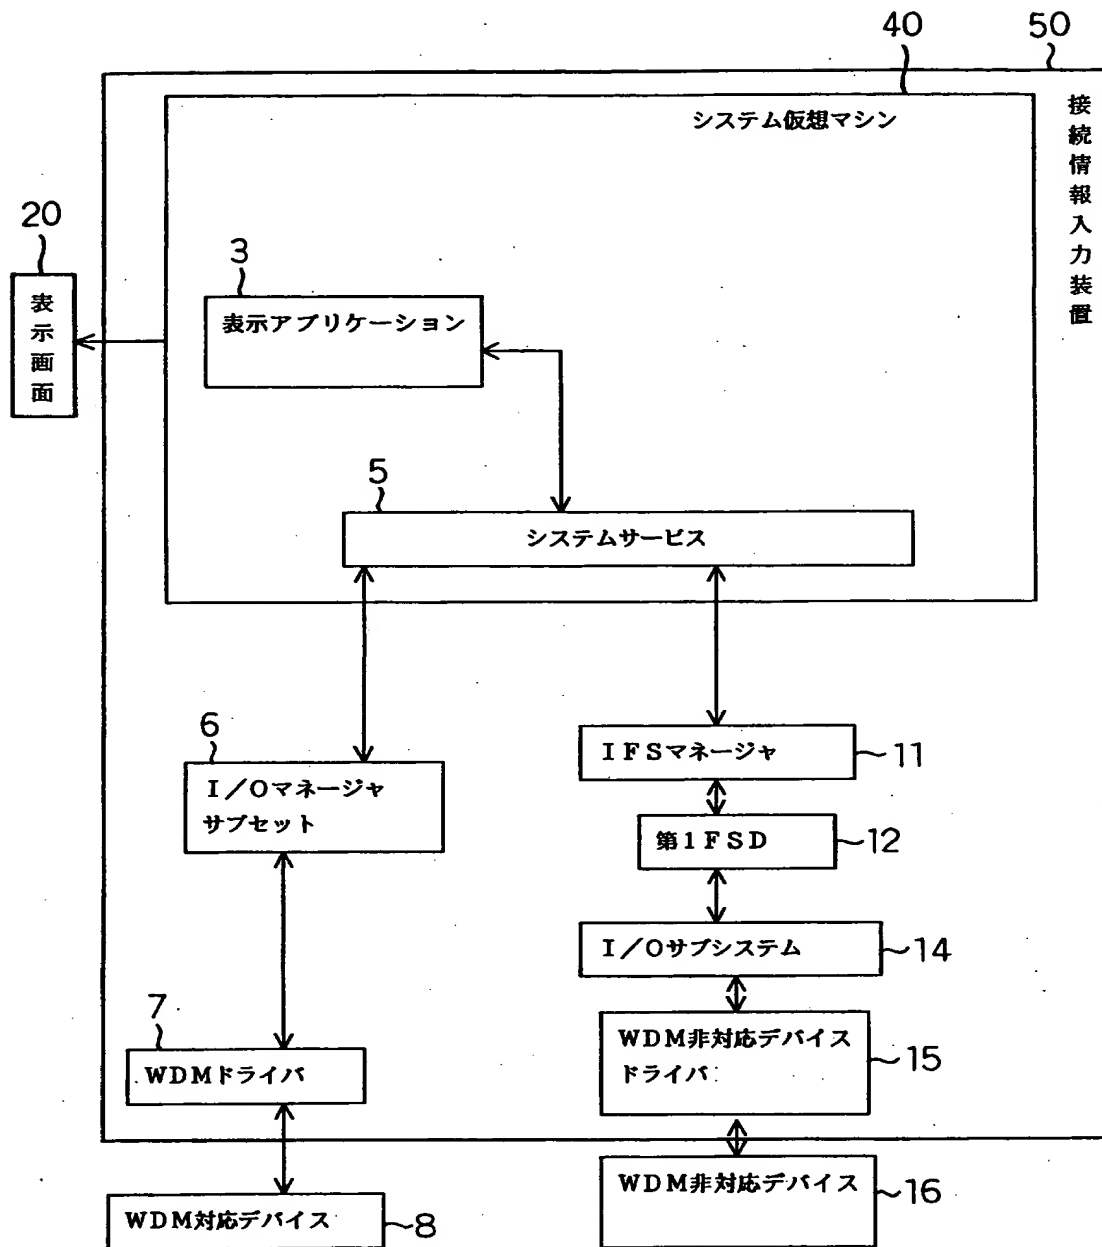 40
50
システム仮想マシン
接続情報入力装置
20
表示画面
3
表示アプリケーション
5
システムサービス
6
I/Oマネージャ
サブセット
IFSマネージャ
11
第1FSD
12
I/Oサブシステム
14
7
WDMドライバ
WDM非対応デバイス
ドライバ
15
WDM対応デバイス
8
WDM非対応デバイス
16